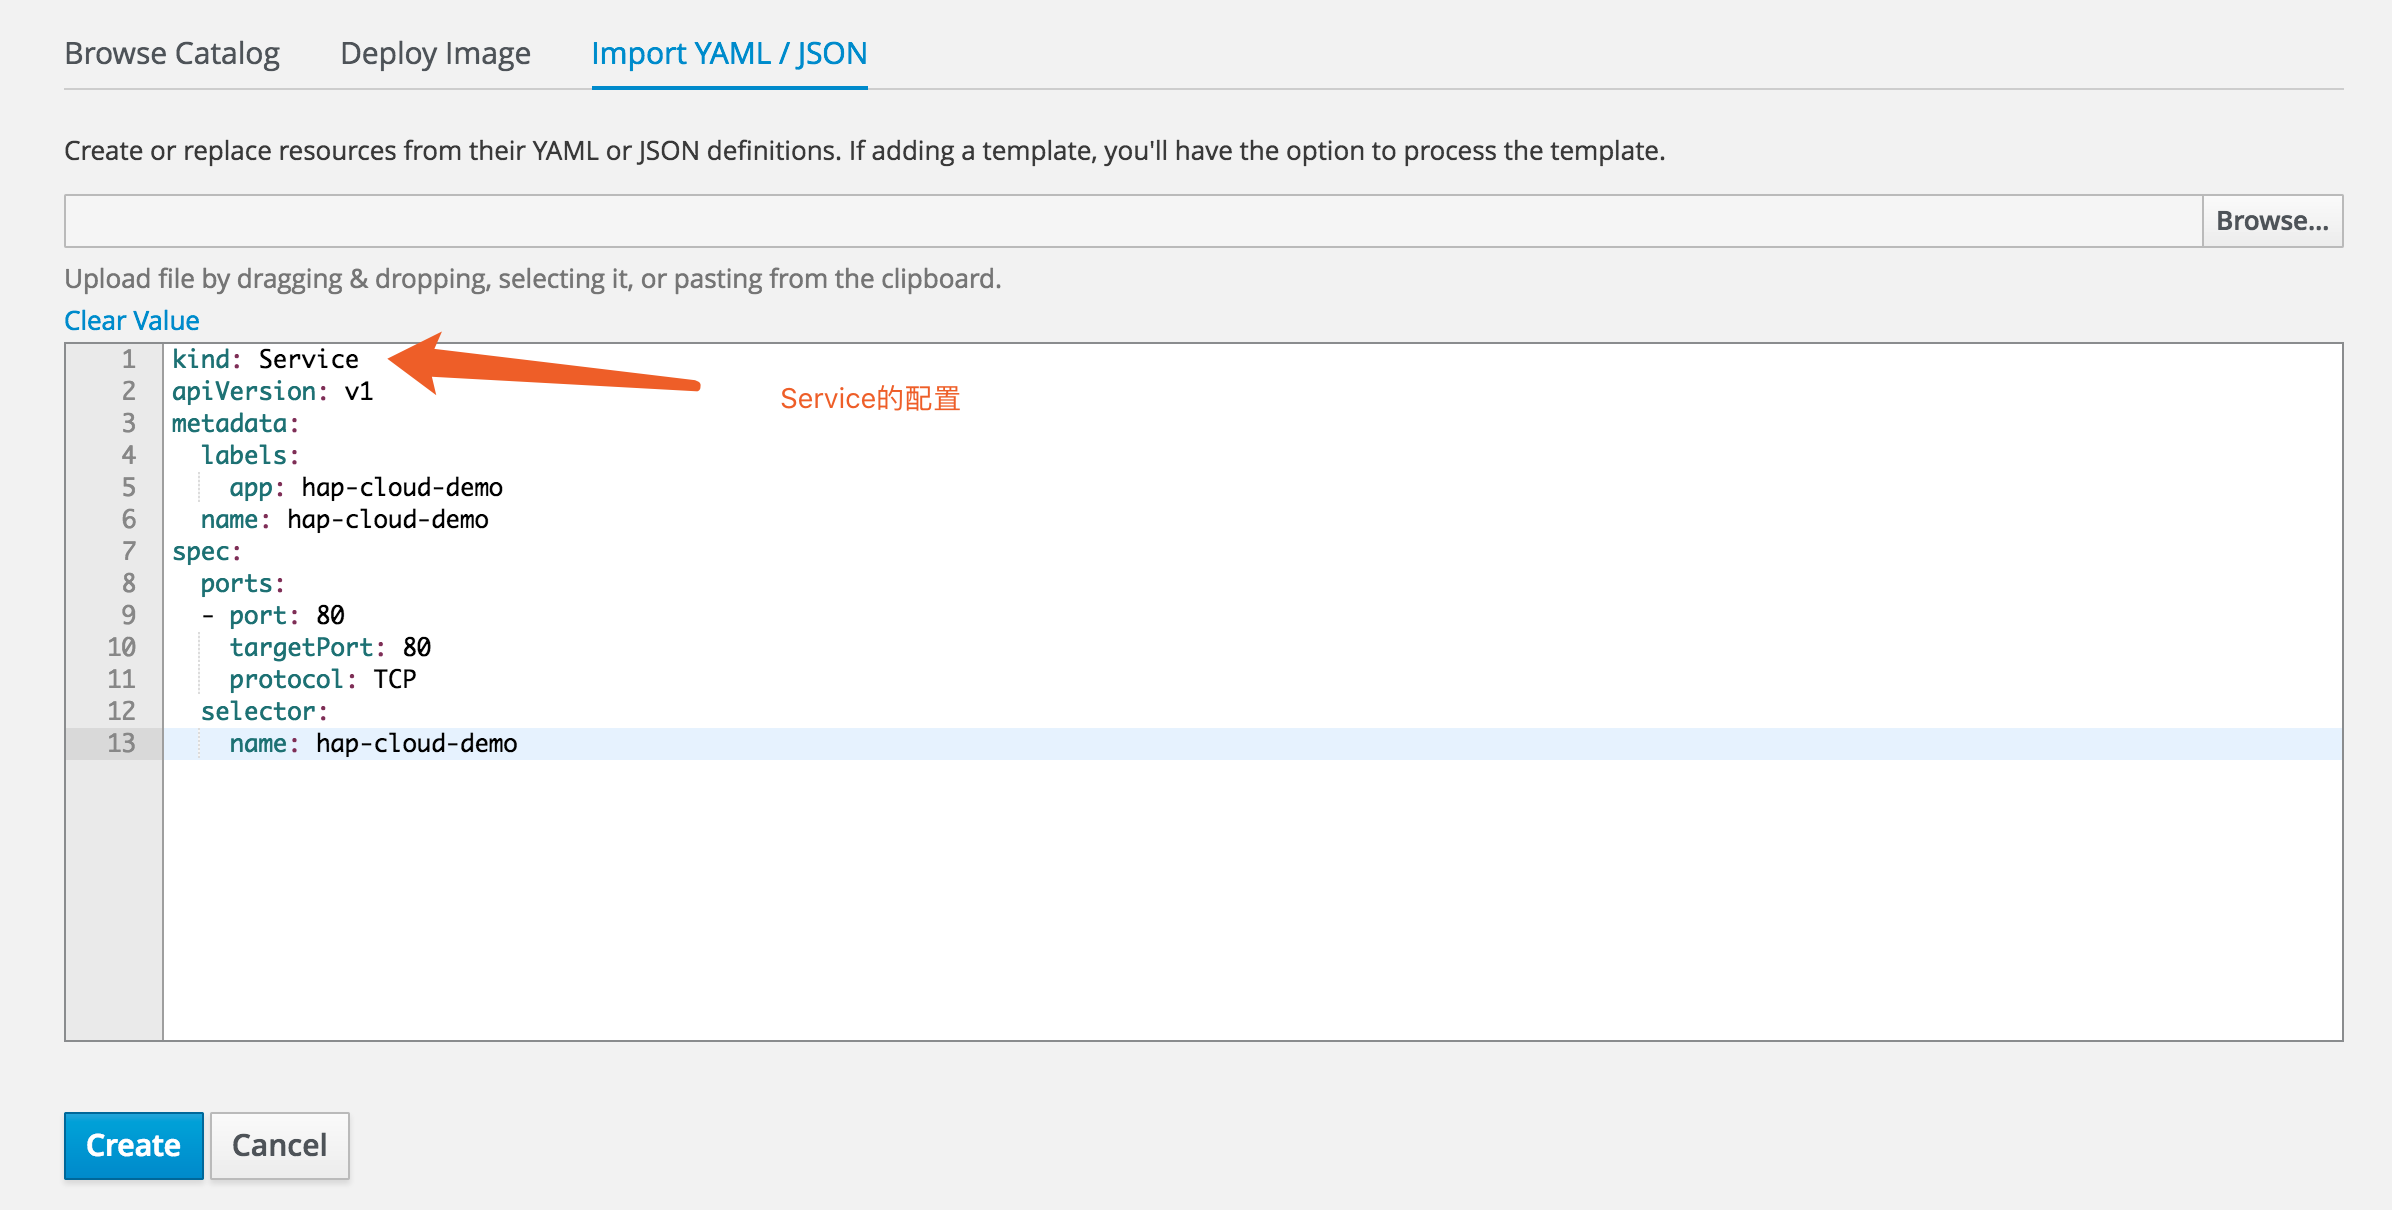 Browse Catalog Deploy Image Import YAML / JSON
Create or replace resources from their YAML or JSON definitions. If adding a template, you'll have the option to process the template.
Browse...
Upload file by dragging & dropping, selecting it, or pasting from the clipboard.
Clear Value
1 kind: Service
2 apiVersion: v1
Service的配置
3 metadata:
4   labels:
5     app: hap-cloud-demo
6   name: hap-cloud-demo
7 spec:
8   ports:
9   - port: 80
10     targetPort: 80
11     protocol: TCP
12   selector:
13     name: hap-cloud-demo
Create Cancel